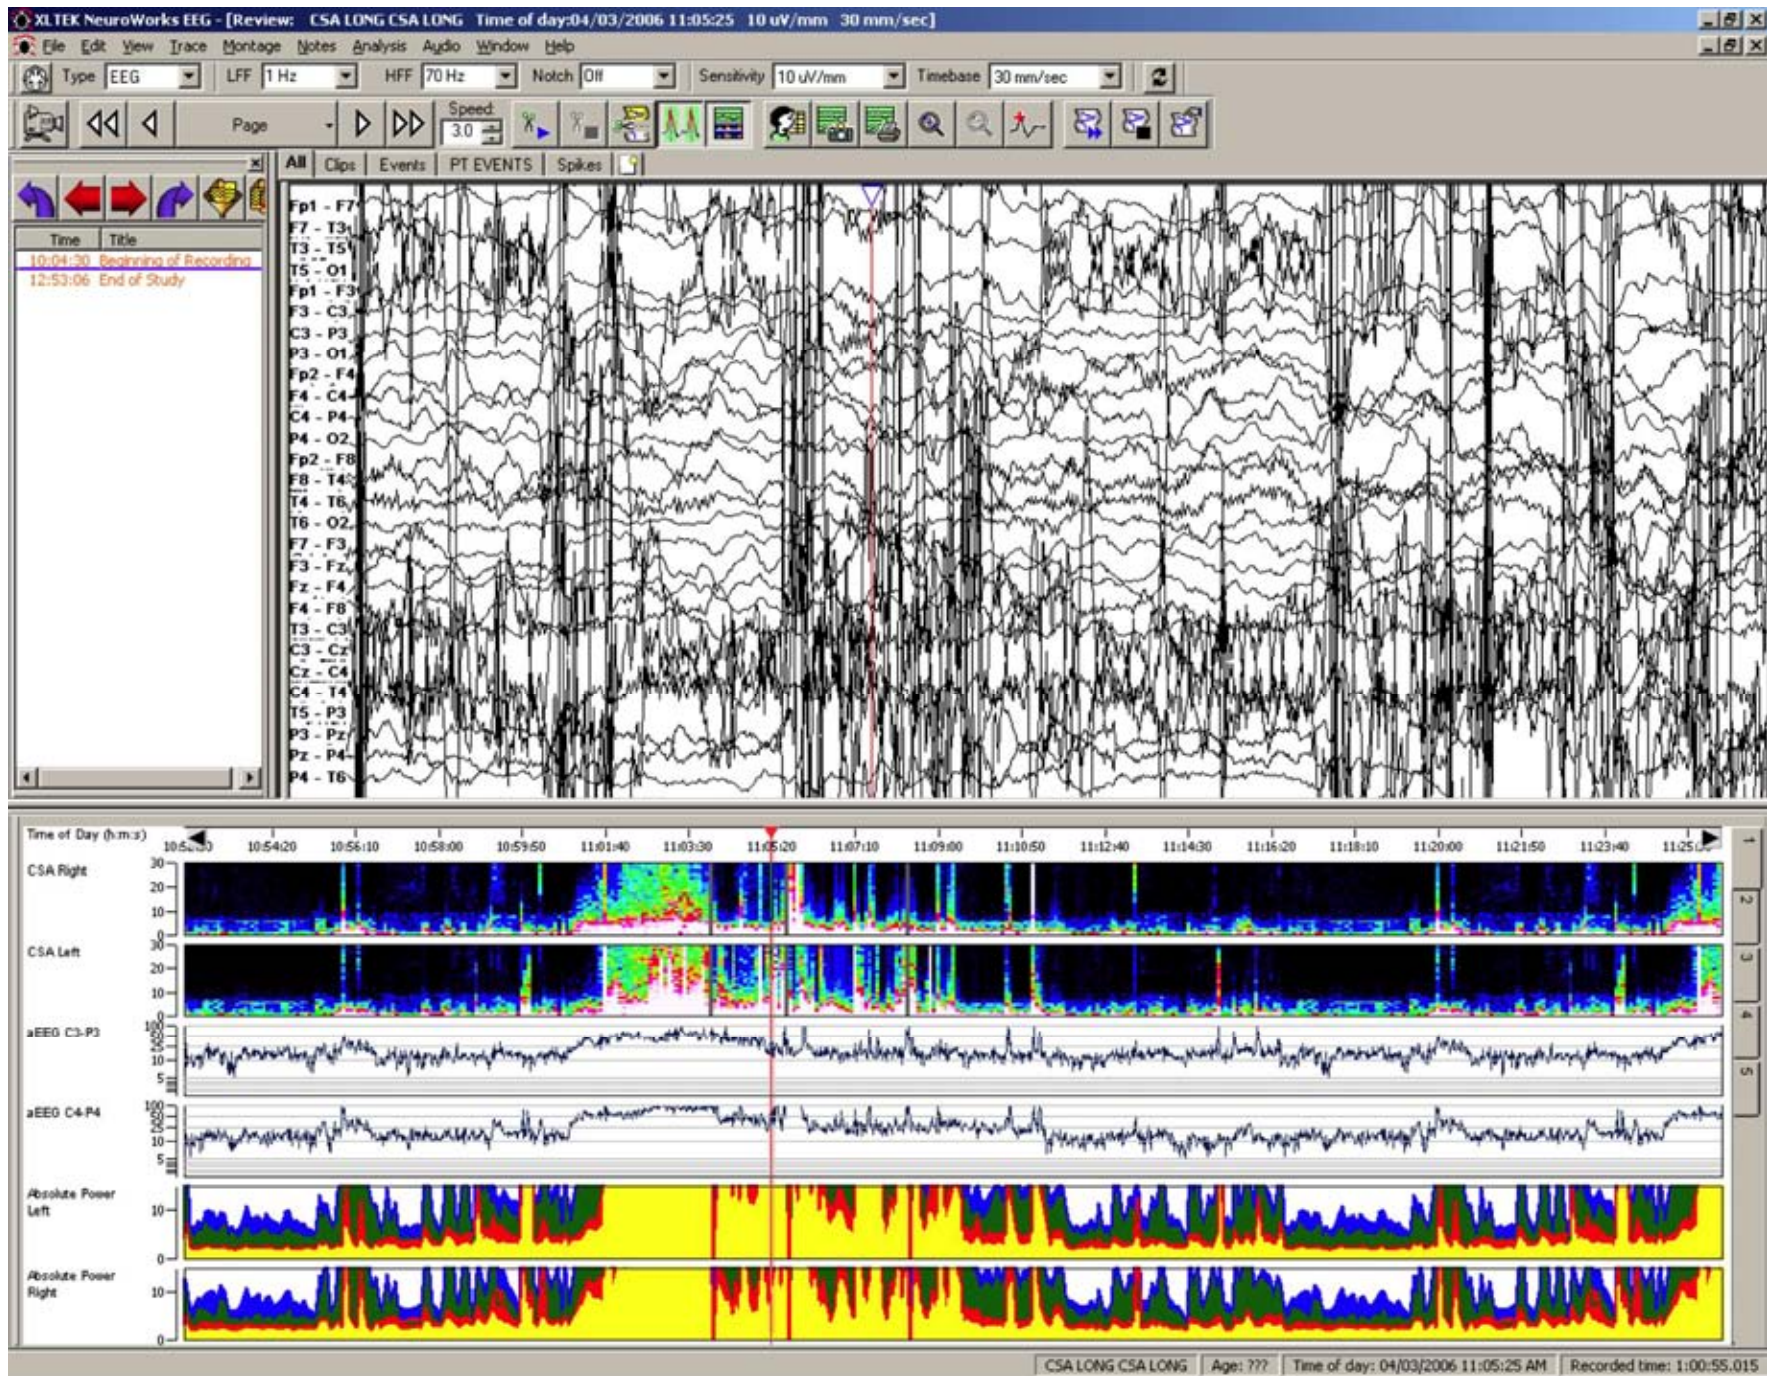 XLTEK NeuroWorks EEG - [Review: CSA LONG CSA LONG Time of day:04/03/2006 11:05:25 10 uV/mm 30 mm/sec]
File Edit View Trace Montage Notes Analysis Audio Window Help
Type EEG LFF 1 Hz HFF 70 Hz Notch Off Sensitivity 10 uV/mm Timebase 30 mm/sec
Page Speed 3.0
All Clips Events PT EVENTS Spikes
Time Title
10:04:30 Beginning of Recording
12:53:06 End of Study
Fp1 - F7
F7 - T3
T3 - T5
T5 - O1
Fp1 - F3
F3 - C3
C3 - P3
P3 - O1
Fp2 - F4
F4 - C4
C4 - P4
P4 - O2
Fp2 - F8
F8 - T4
T4 - T6
T6 - O2
F7 - F3
F3 - Fz
Fz - F4
F4 - F8
T3 - C3
C3 - Cz
Cz - C4
C4 - T4
T5 - P3
P3 - Pz
Pz - P4
P4 - T6
Time of Day (h:m:s)
10:54:20 10:56:10 10:58:00 10:59:50 11:01:40 11:03:30 11:05:20 11:07:10 11:09:00 11:10:50 11:12:40 11:14:30 11:16:20 11:18:10 11:20:00 11:21:50 11:23:40
CSA Right
30
20
10
0
CSA Left
30
20
10
0
aEEG C3-P3
100
50
25
10
5
aEEG C4-P4
100
50
25
10
5
Absolute Power
Left
10
0
Absolute Power
Right
10
0
1
2
3
4
5
CSA LONG CSA LONG Age: ??? Time of day: 04/03/2006 11:05:25 AM Recorded time: 1:00:55.015